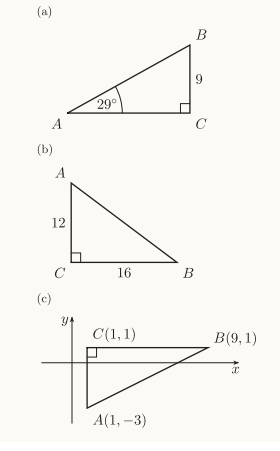 (a)
B
9
29°
A
C
(b)
A
12
C
16
B
(c)
y
C(1, 1)
B(9, 1)
x
A(1, −3)